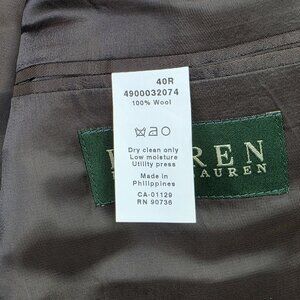 40R
4900032074
100% Wool
Dry clean only
Low moisture
Utility press
Made in
Philippines
CA-01129
RN 90736
REN
AUREN